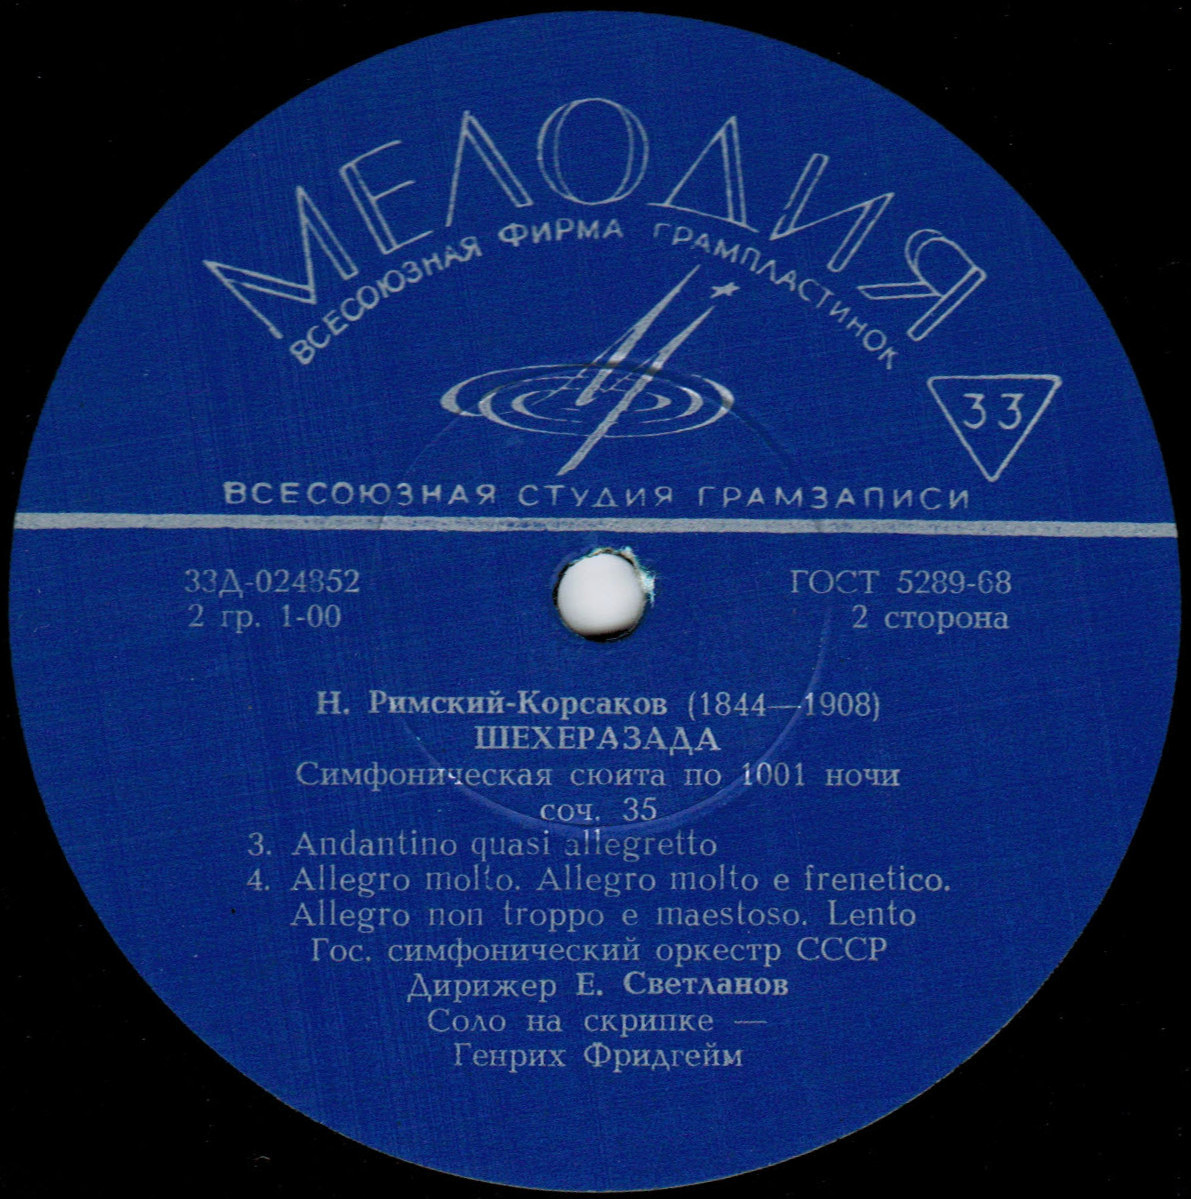 МЕЛОДИЯ
ВСЕСОЮЗНАЯ ФИРМА ГРАМПЛАСТИНОК
33
ВСЕСОЮЗНАЯ СТУДИЯ ГРАМЗАПИСИ
33Д-024852
ГОСТ 5289-68
2 гр. 1-00
2 сторона
Н. Римский-Корсаков (1844—1908)
ШЕХЕРАЗАДА
Симфоническая сюита по 1001 ночи
соч. 35
3. Andantino quasi allegretto
4. Allegro molto. Allegro molto e frenetico.
Allegro non troppo e maestoso. Lento
Гос. симфонический оркестр СССР
Дирижер Е. Светланов
Соло на скрипке —
Генрих Фридгейм